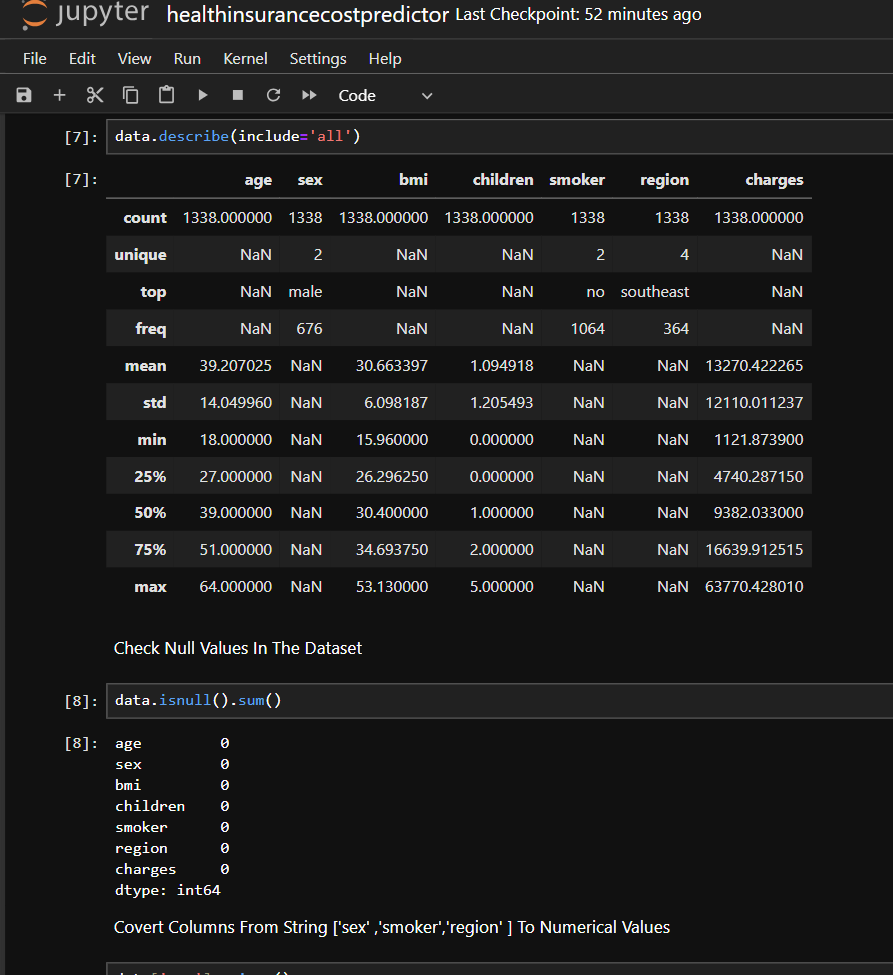 jupyter healthinsurancecostpredictor Last Checkpoint: 52 minutes ago
File Edit View Run Kernel Settings Help
Code
[7]: data.describe(include='all')
[7]: age sex bmi children smoker region charges
count 1338.000000 1338 1338.000000 1338.000000 1338 1338 1338.000000
unique NaN 2 NaN NaN 2 4 NaN
top NaN male NaN NaN no southeast NaN
freq NaN 676 NaN NaN 1064 364 NaN
mean 39.207025 NaN 30.663397 1.094918 NaN NaN 13270.422265
std 14.049960 NaN 6.098187 1.205493 NaN NaN 12110.011237
min 18.000000 NaN 15.960000 0.000000 NaN NaN 1121.873900
25% 27.000000 NaN 26.296250 0.000000 NaN NaN 4740.287150
50% 39.000000 NaN 30.400000 1.000000 NaN NaN 9382.033000
75% 51.000000 NaN 34.693750 2.000000 NaN NaN 16639.912515
max 64.000000 NaN 53.130000 5.000000 NaN NaN 63770.428010
Check Null Values In The Dataset
[8]: data.isnull().sum()
[8]: age 0
sex 0
bmi 0
children 0
smoker 0
region 0
charges 0
dtype: int64
Covert Columns From String ['sex' ,'smoker','region' ] To Numerical Values